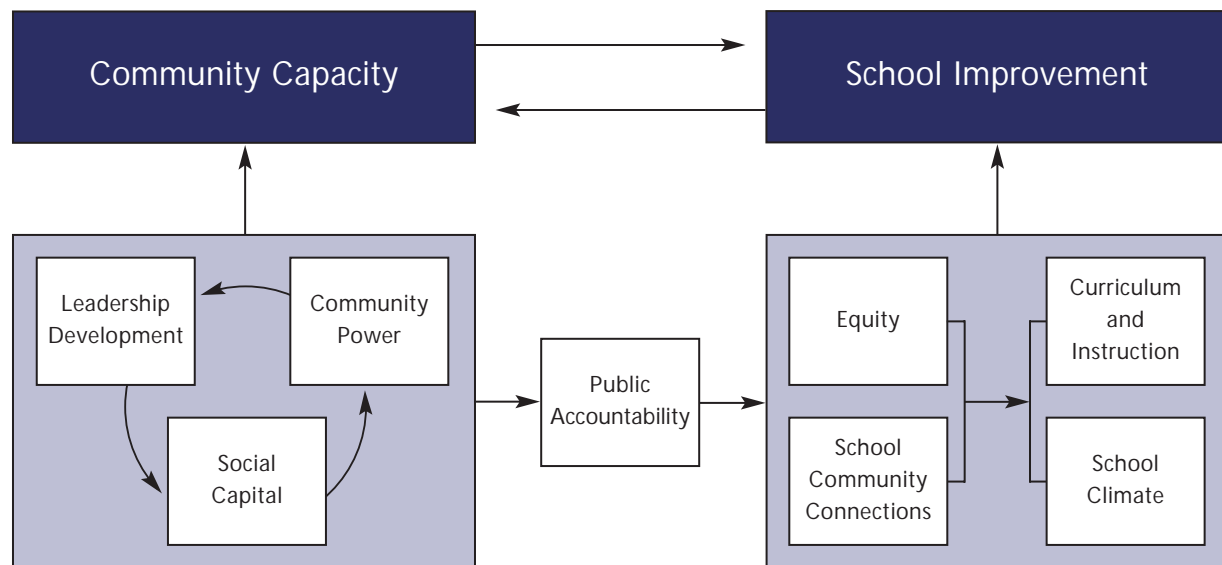 Community Capacity
School Improvement
Leadership
Development
Community
Power
Social
Capital
Public
Accountability
Equity
School
Community
Connections
Curriculum
and
Instruction
School
Climate